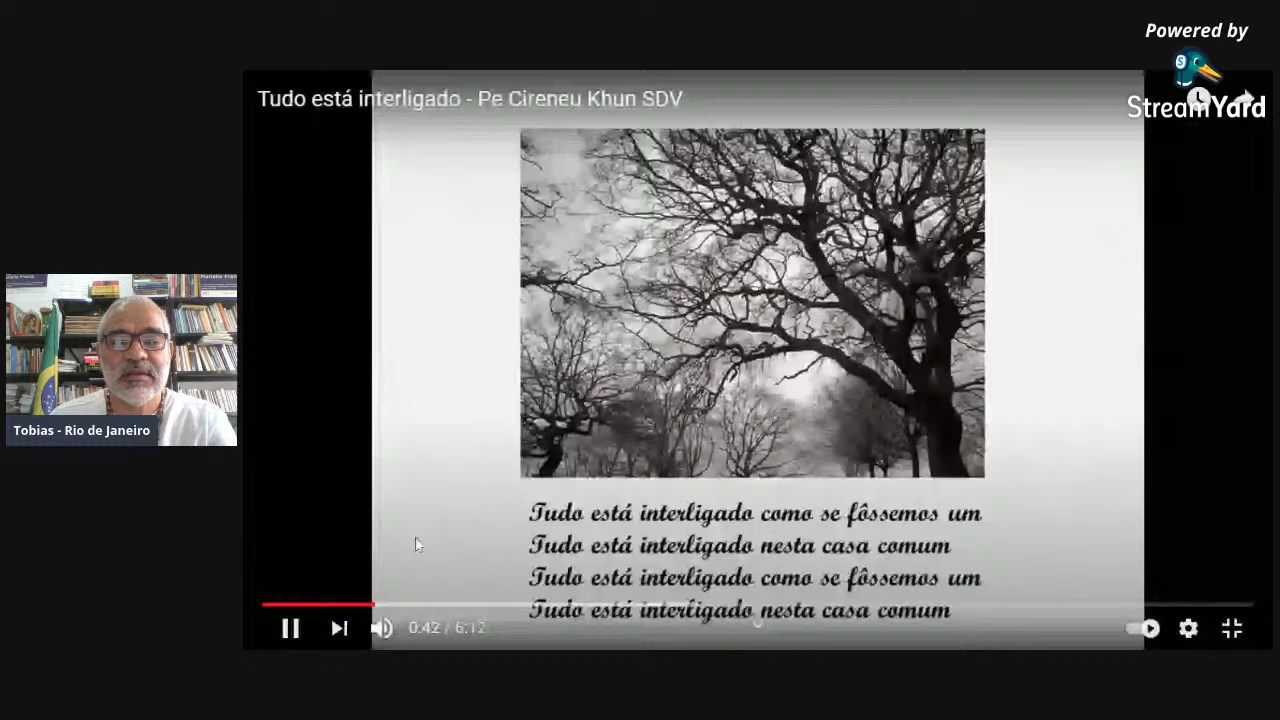 Powered by
StreamYard
Tudo está interligado - Pe Cireneu Khun SDV
Tobias - Rio de Janeiro
Tudo está interligado como se fôssemos um
Tudo está interligado nesta casa comum
Tudo está interligado como se fôssemos um
Tudo está interligado nesta casa comum
0:42 / 6:12